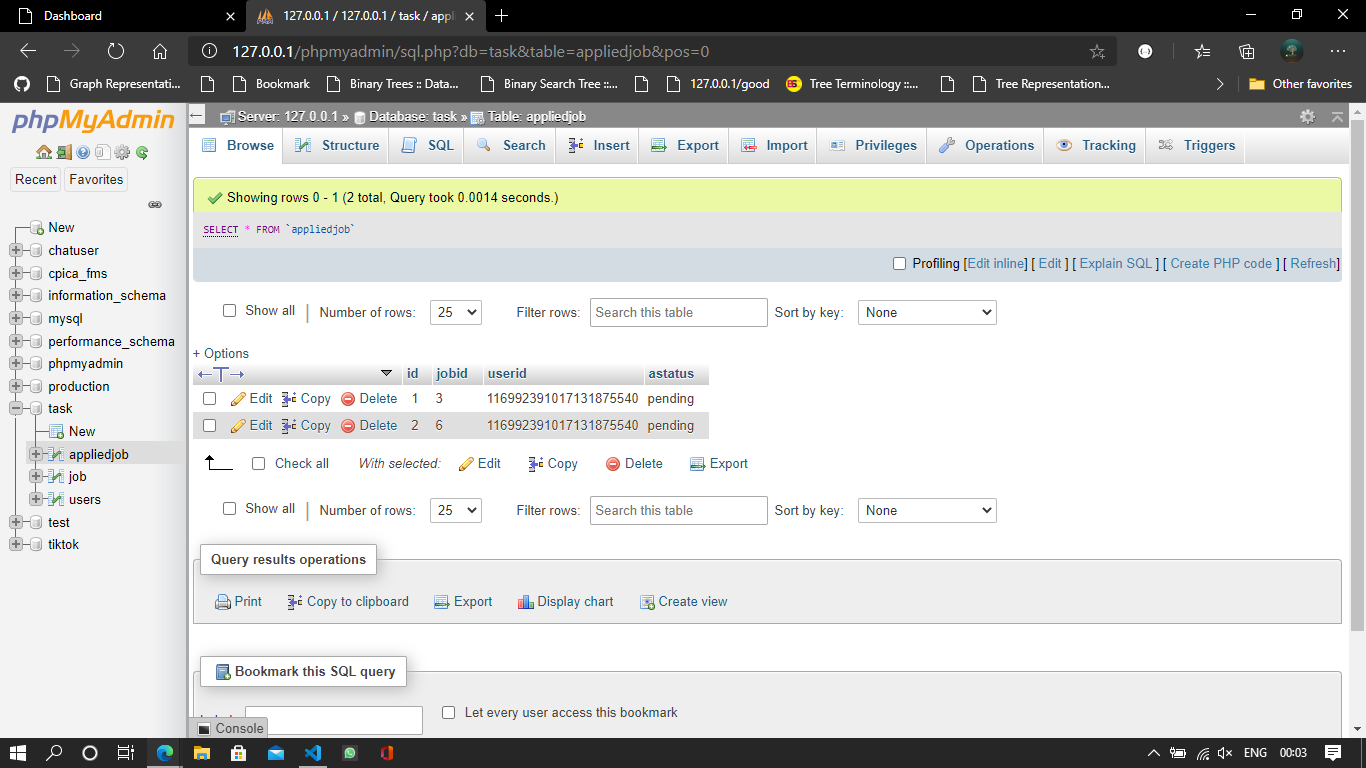 Dashboard
127.0.0.1 / 127.0.0.1 / task / appli
127.0.0.1/phpmyadmin/sql.php?db=task&table=appliedjob&pos=0
Graph Representati... Bookmark Binary Trees :: Data... Binary Search Tree ::... 127.0.0.1/good Tree Terminology ::... Tree Representation... Other favorites
phpMyAdmin
Recent Favorites
New
chatuser
cpica_fms
information_schema
mysql
performance_schema
phpmyadmin
production
task
New
appliedjob
job
users
test
tiktok
Server: 127.0.0.1 » Database: task » Table: appliedjob
Browse Structure SQL Search Insert Export Import Privileges Operations Tracking Triggers
Showing rows 0 - 1 (2 total, Query took 0.0014 seconds.)
SELECT * FROM `appliedjob`
Profiling [Edit inline] [ Edit ] [ Explain SQL ] [ Create PHP code ] [ Refresh]
Show all | Number of rows: 25 Filter rows: Search this table Sort by key: None
+ Options
←T→ id jobid userid astatus
Edit Copy Delete 1 3 116992391017131875540 pending
Edit Copy Delete 2 6 116992391017131875540 pending
Check all With selected: Edit Copy Delete Export
Show all | Number of rows: 25 Filter rows: Search this table Sort by key: None
Query results operations
Print Copy to clipboard Export Display chart Create view
Bookmark this SQL query
Let every user access this bookmark
Console
ENG 00:03